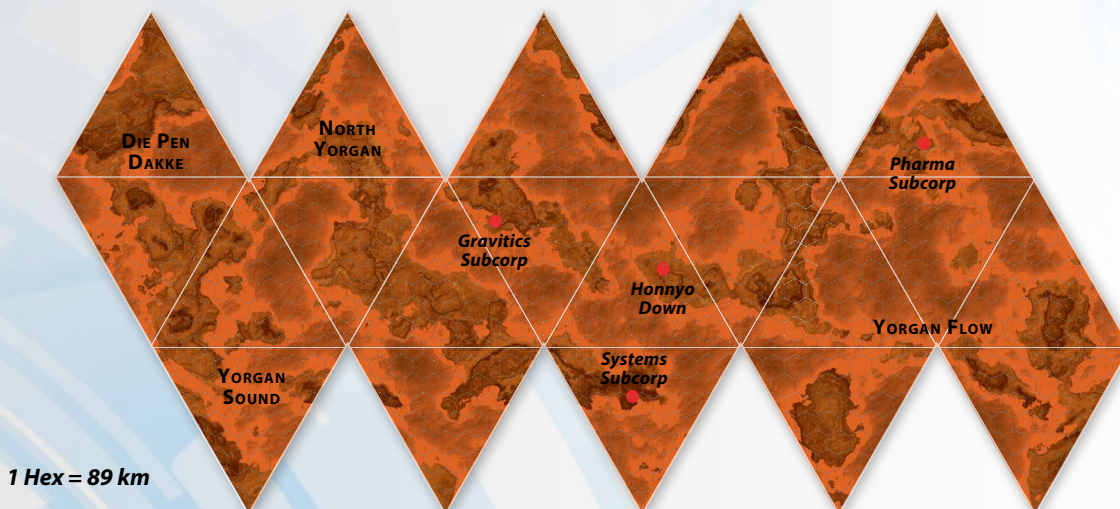 Die Pen
Dakke
North
Yorgan
Pharma
Subcorp
Gravitics
Subcorp
Honnyo
Down
Yorgan Flow
Systems
Subcorp
Yorgan
Sound
1 Hex = 89 km